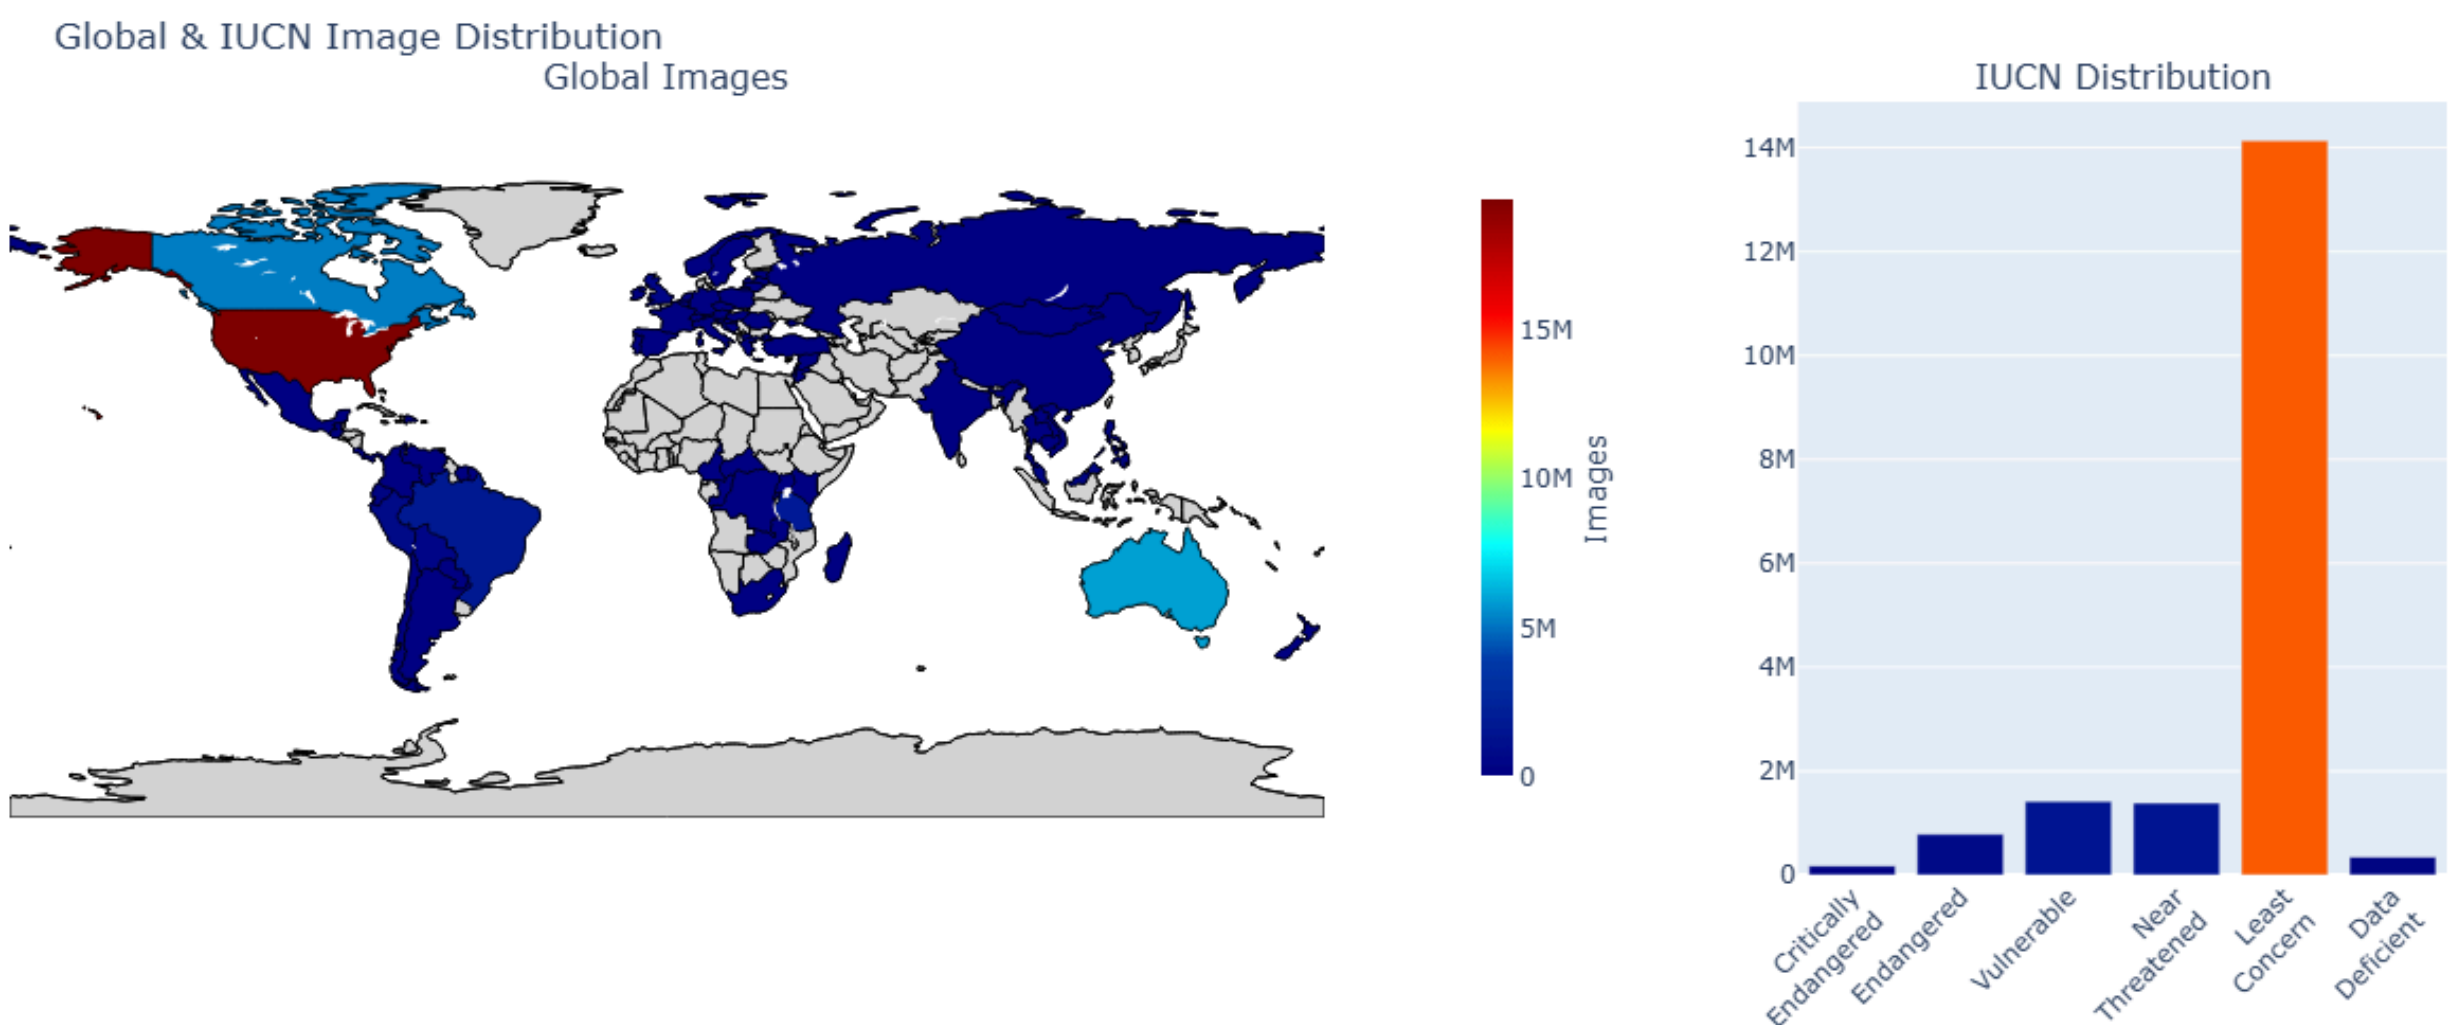 Global & IUCN Image Distribution
Global Images
15M
10M
5M
0
Images
IUCN Distribution
14M
12M
10M
8M
6M
4M
2M
0
Critically
Endangered
Endangered
Vulnerable
Near
Threatened
Least
Concern
Data
Deficient